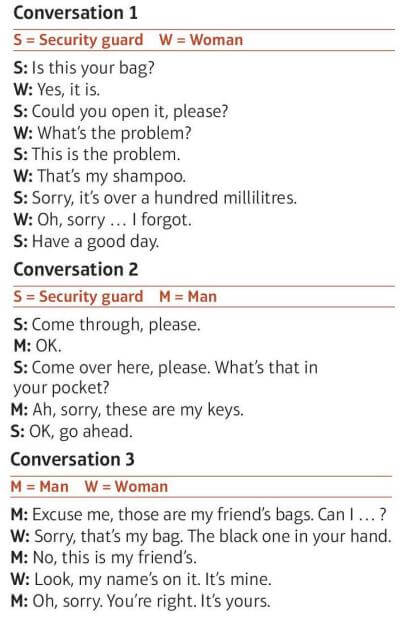 Conversation 1
S = Security guard W = Woman
S: Is this your bag?
W: Yes, it is.
S: Could you open it, please?
W: What's the problem?
S: This is the problem.
W: That's my shampoo.
S: Sorry, it's over a hundred millilitres.
W: Oh, sorry … I forgot.
S: Have a good day.
Conversation 2
S = Security guard M = Man
S: Come through, please.
M: OK.
S: Come over here, please. What's that in
your pocket?
M: Ah, sorry, these are my keys.
S: OK, go ahead.
Conversation 3
M = Man W = Woman
M: Excuse me, those are my friend's bags. Can I … ?
W: Sorry, that's my bag. The black one in your hand.
M: No, this is my friend's.
W: Look, my name's on it. It's mine.
M: Oh, sorry. You're right. It's yours.